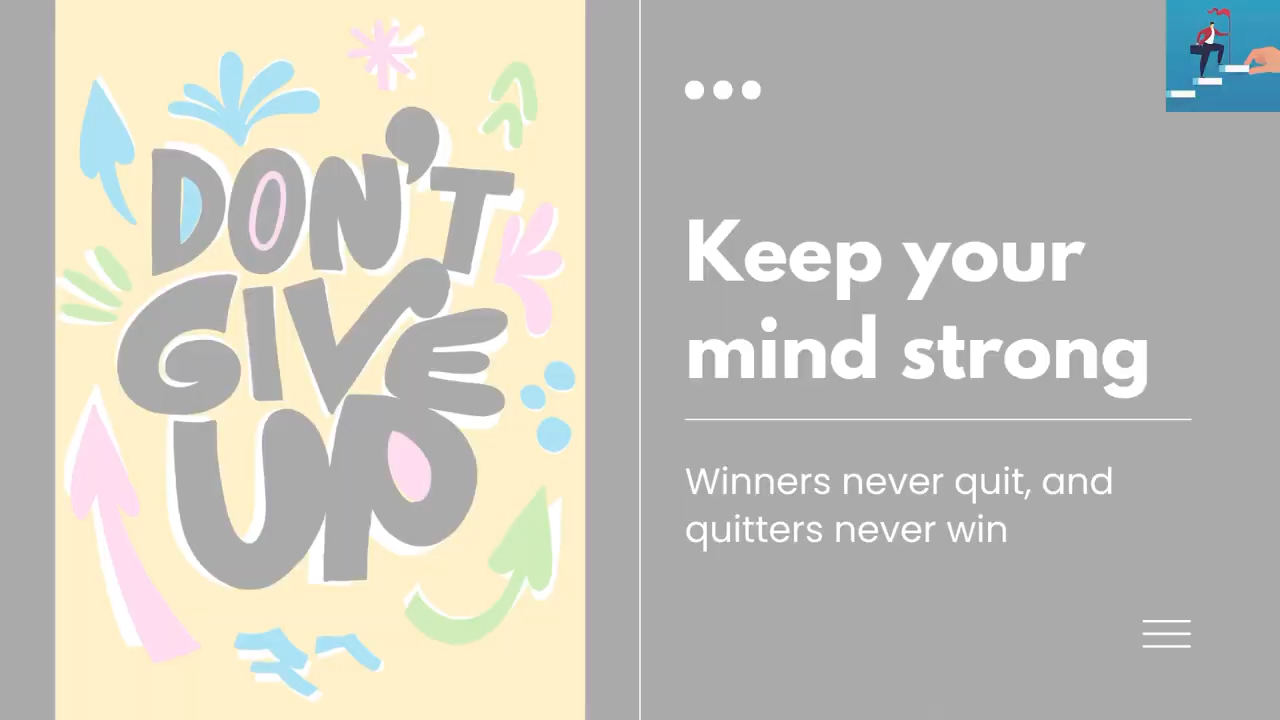 DON'T
GIVE
UP
Keep your
mind strong
Winners never quit, and
quitters never win